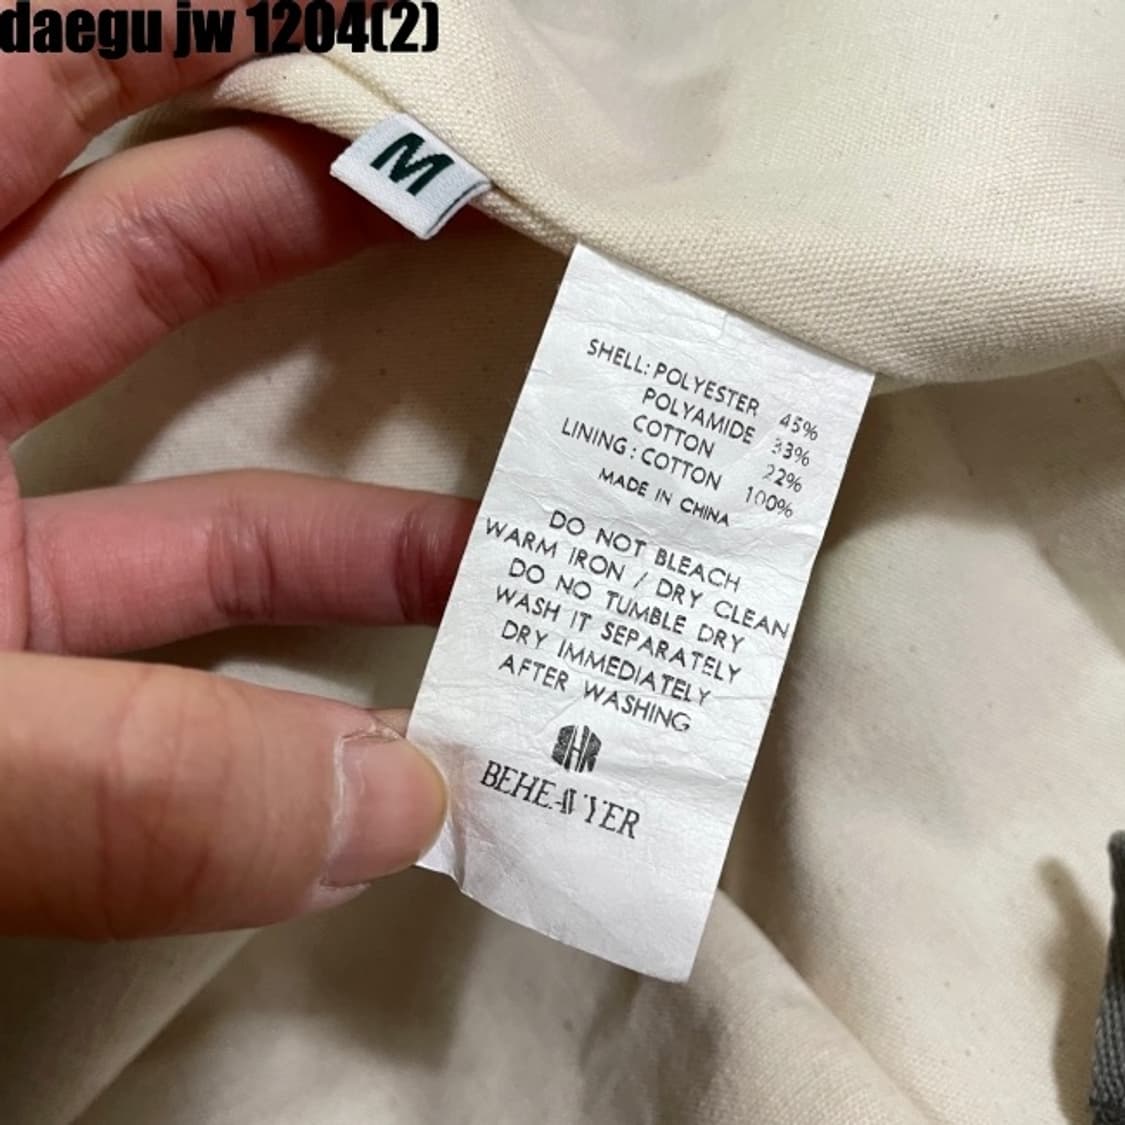 daegu jw 1204(2)
M
SHELL: POLYESTER 45%
POLYAMIDE 33%
COTTON 22%
LINING: COTTON 100%
MADE IN CHINA
DO NOT BLEACH
WARM IRON / DRY CLEAN
DO NO TUMBLE DRY
WASH IT SEPARATELY
DRY IMMEDIATELY
AFTER WASHING
BEHEAVYER